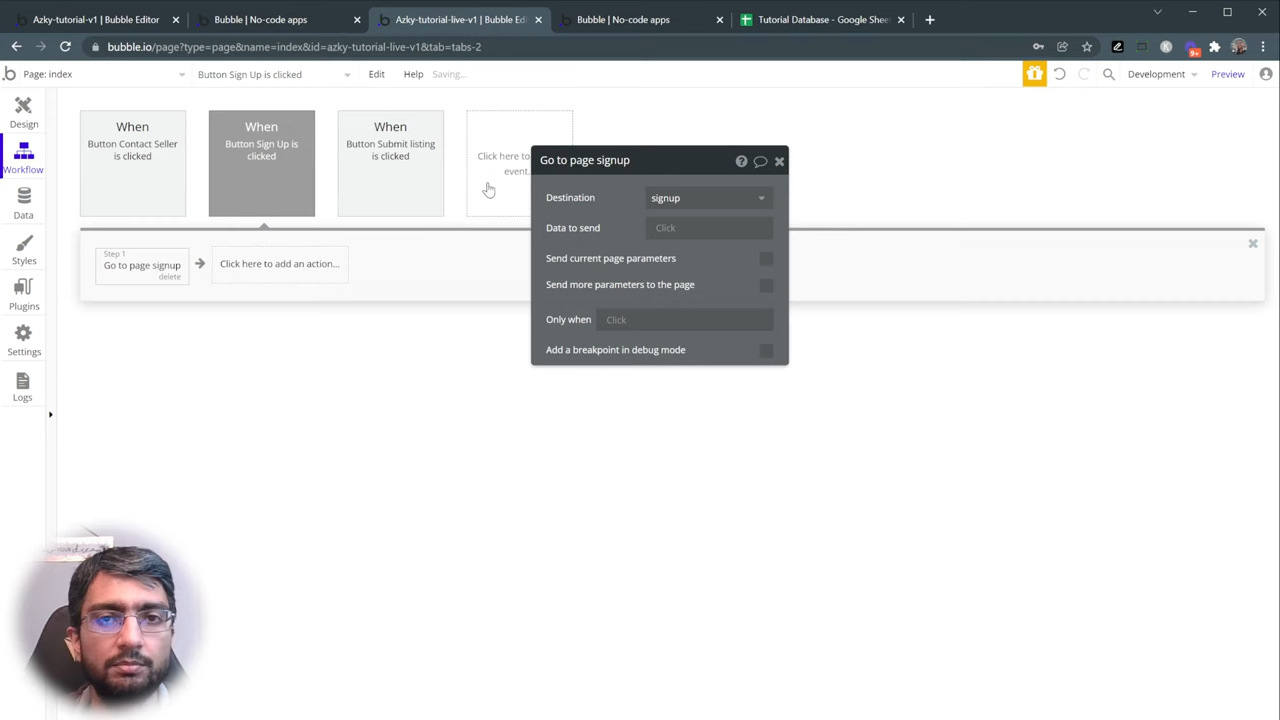 Azky-tutorial-v1 | Bubble Editor
Bubble | No-code apps
Azky-tutorial-live-v1 | Bubble Edi
Bubble | No-code apps
Tutorial Database - Google Shee
bubble.io/page?type=page&name=index&id=azky-tutorial-live-v1&tab=tabs-2
9+
Page: index
Button Sign Up is clicked
Edit
Help
Saving...
Development
Preview
Design
Workflow
Data
Styles
Plugins
Settings
Logs
When
Button Contact Seller
is clicked
When
Button Sign Up is
clicked
When
Button Submit listing
is clicked
Click here to
event.
Step 1
Go to page signup
delete
Click here to add an action...
Go to page signup
Destination
signup
Data to send
Click
Send current page parameters
Send more parameters to the page
Only when
Click
Add a breakpoint in debug mode